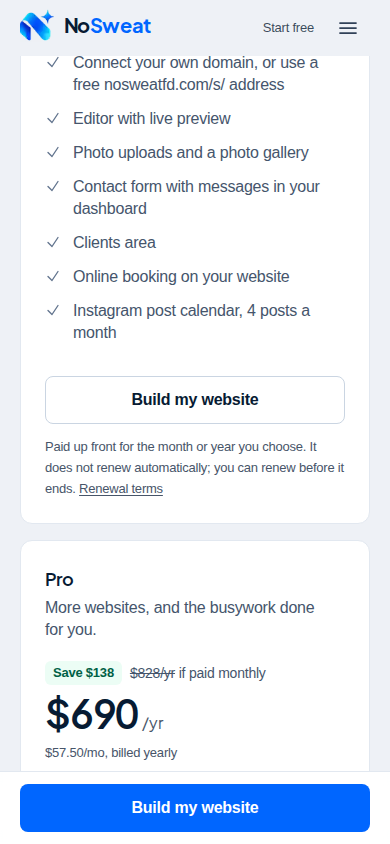 NoSweat
Start free
Connect your own domain, or use a
free nosweatfd.com/s/ address
Editor with live preview
Photo uploads and a photo gallery
Contact form with messages in your
dashboard
Clients area
Online booking on your website
Instagram post calendar, 4 posts a
month
Build my website
Paid up front for the month or year you choose. It
does not renew automatically; you can renew before it
ends. Renewal terms
Pro
More websites, and the busywork done
for you.
Save $138 $828/yr if paid monthly
$690 /yr
$57.50/mo, billed yearly
Build my website